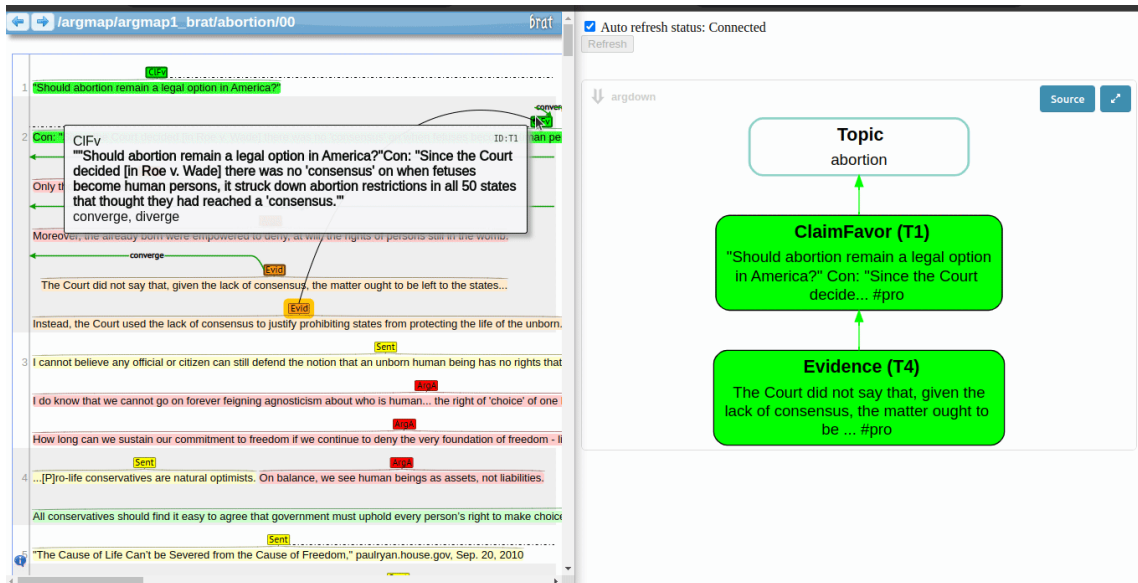 /argmap/argmap1_brat/abortion/00
brat
ClFv
1 "Should abortion remain a legal option in America?"
converge
2 Con: "
ClFv
ID:T1
""Should abortion remain a legal option in America?"Con: "Since the Court
decided [in Roe v. Wade] there was no 'consensus' on when fetuses
become human persons, it struck down abortion restrictions in all 50 states
that thought they had reached a 'consensus.'"
converge, diverge
Only th
Moreover, the already born were empowered to deny, at will, the rights of persons still in the womb.
converge
Evid
The Court did not say that, given the lack of consensus, the matter ought to be left to the states...
Evid
Instead, the Court used the lack of consensus to justify prohibiting states from protecting the life of the unborn.
Sent
3 I cannot believe any official or citizen can still defend the notion that an unborn human being has no rights that
ArgA
I do know that we cannot go on forever feigning agnosticism about who is human... the right of 'choice' of one
ArgA
How long can we sustain our commitment to freedom if we continue to deny the very foundation of freedom - li
Sent
ArgA
4 ...[P]ro-life conservatives are natural optimists. On balance, we see human beings as assets, not liabilities.
All conservatives should find it easy to agree that government must uphold every person's right to make choice
Sent
5 "The Cause of Life Can't be Severed from the Cause of Freedom," paulryan.house.gov, Sep. 20, 2010
Auto refresh status: Connected
Refresh
argdown
Source
Topic
abortion
ClaimFavor (T1)
"Should abortion remain a legal option
in America?" Con: "Since the Court
decide... #pro
Evidence (T4)
The Court did not say that, given the
lack of consensus, the matter ought to
be ... #pro